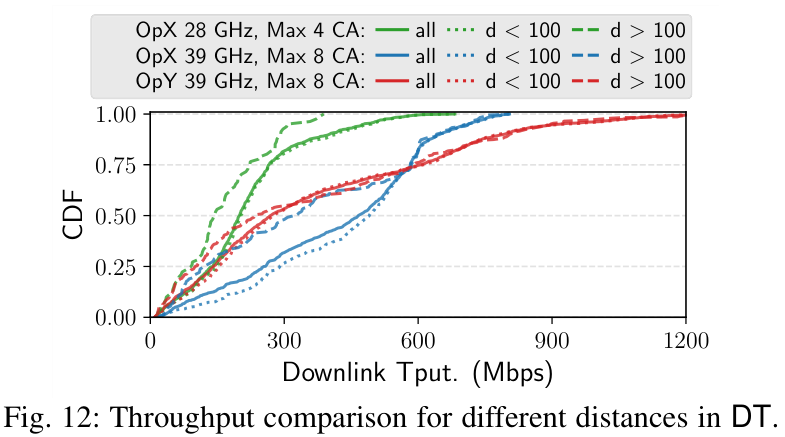 OpX 28 GHz, Max 4 CA: all d < 100 d > 100
OpX 39 GHz, Max 8 CA: all d < 100 d > 100
OpY 39 GHz, Max 8 CA: all d < 100 d > 100
1.00
0.75
0.50
0.25
0.00
CDF
0 300 600 900 1200
Downlink Tput. (Mbps)
Fig. 12: Throughput comparison for different distances in DT.